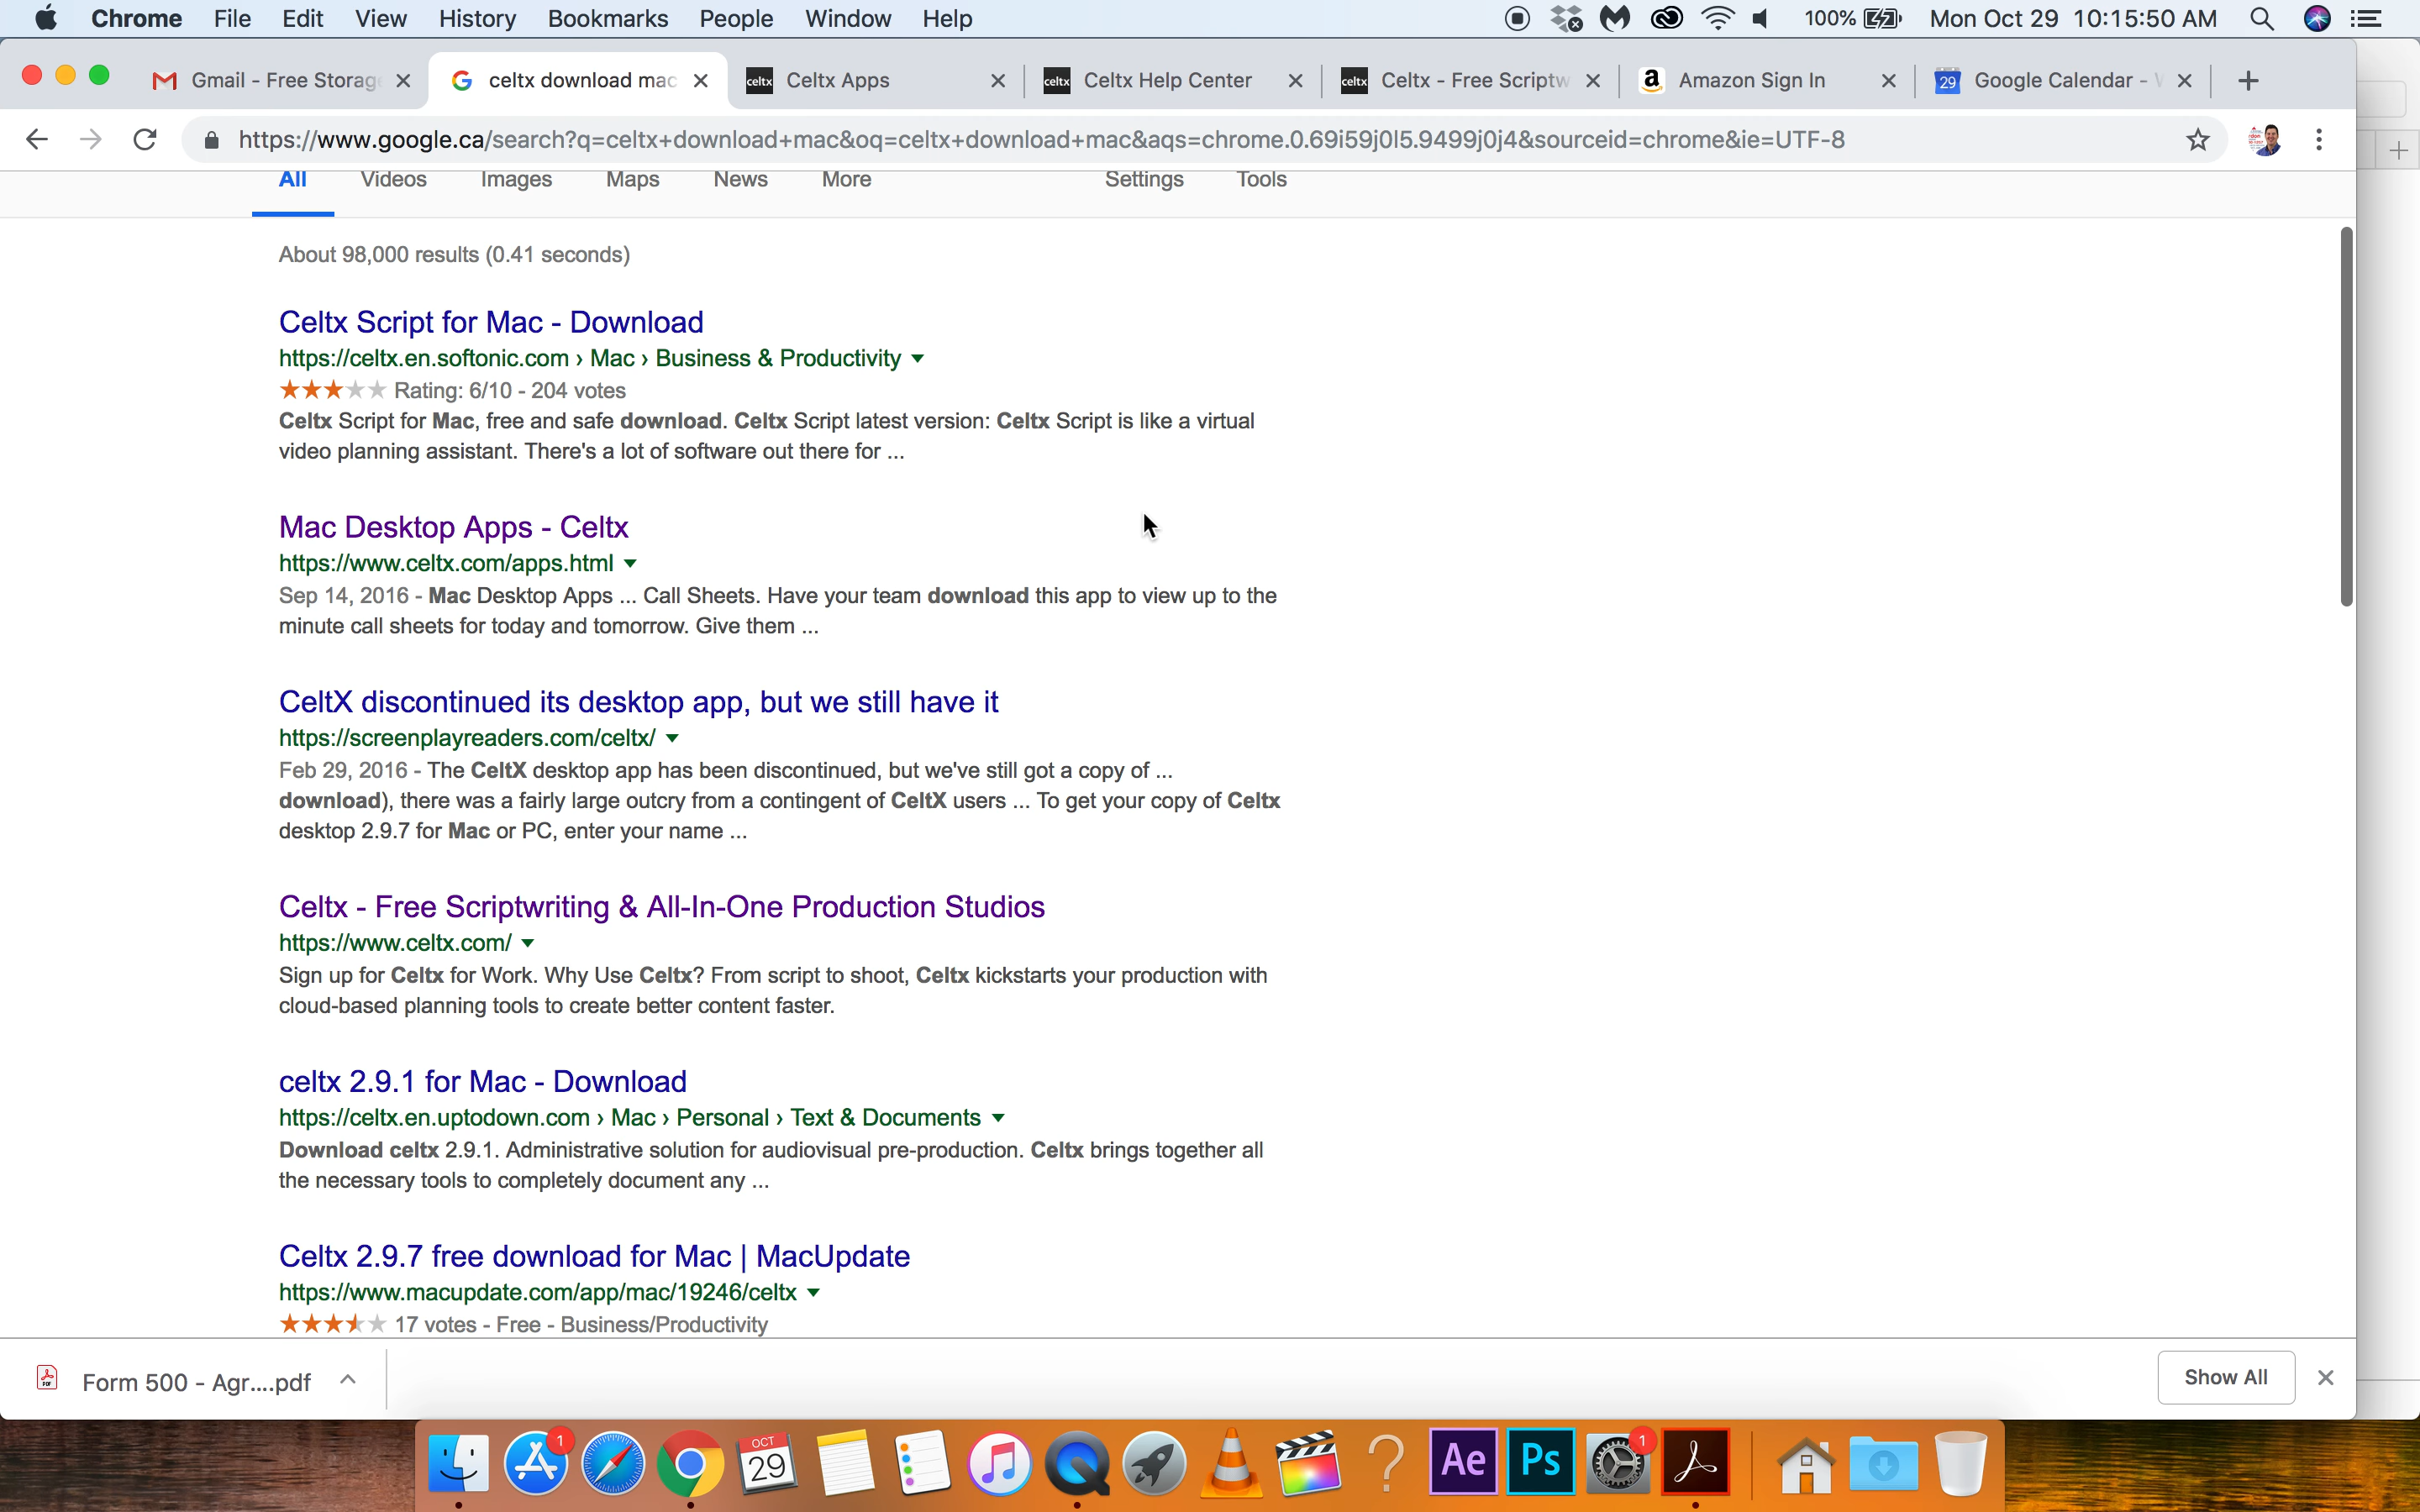 Chrome File Edit View History Bookmarks People Window Help 100% Mon Oct 29 10:15:50 AM
Gmail - Free Storag celtx download mac celtx Celtx Apps celtx Celtx Help Center celtx Celtx - Free Scriptw Amazon Sign In 29 Google Calendar -
https://www.google.ca/search?q=celtx+download+mac&oq=celtx+download+mac&aqs=chrome.0.69i59j0l5.9499j0j4&sourceid=chrome&ie=UTF-8
All Videos Images Maps News More Settings Tools
About 98,000 results (0.41 seconds)
Celtx Script for Mac - Download
https://celtx.en.softonic.com › Mac › Business & Productivity
Rating: 6/10 - 204 votes
Celtx Script for Mac, free and safe download. Celtx Script latest version: Celtx Script is like a virtual
video planning assistant. There's a lot of software out there for ...
Mac Desktop Apps - Celtx
https://www.celtx.com/apps.html
Sep 14, 2016 - Mac Desktop Apps ... Call Sheets. Have your team download this app to view up to the
minute call sheets for today and tomorrow. Give them ...
CeltX discontinued its desktop app, but we still have it
https://screenplayreaders.com/celtx/
Feb 29, 2016 - The CeltX desktop app has been discontinued, but we've still got a copy of ...
download), there was a fairly large outcry from a contingent of CeltX users ... To get your copy of Celtx
desktop 2.9.7 for Mac or PC, enter your name ...
Celtx - Free Scriptwriting & All-In-One Production Studios
https://www.celtx.com/
Sign up for Celtx for Work. Why Use Celtx? From script to shoot, Celtx kickstarts your production with
cloud-based planning tools to create better content faster.
celtx 2.9.1 for Mac - Download
https://celtx.en.uptodown.com › Mac › Personal › Text & Documents
Download celtx 2.9.1. Administrative solution for audiovisual pre-production. Celtx brings together all
the necessary tools to completely document any ...
Celtx 2.9.7 free download for Mac | MacUpdate
https://www.macupdate.com/app/mac/19246/celtx
17 votes - Free - Business/Productivity
Form 500 - Agr....pdf Show All
1 OCT 29 Ae Ps 1